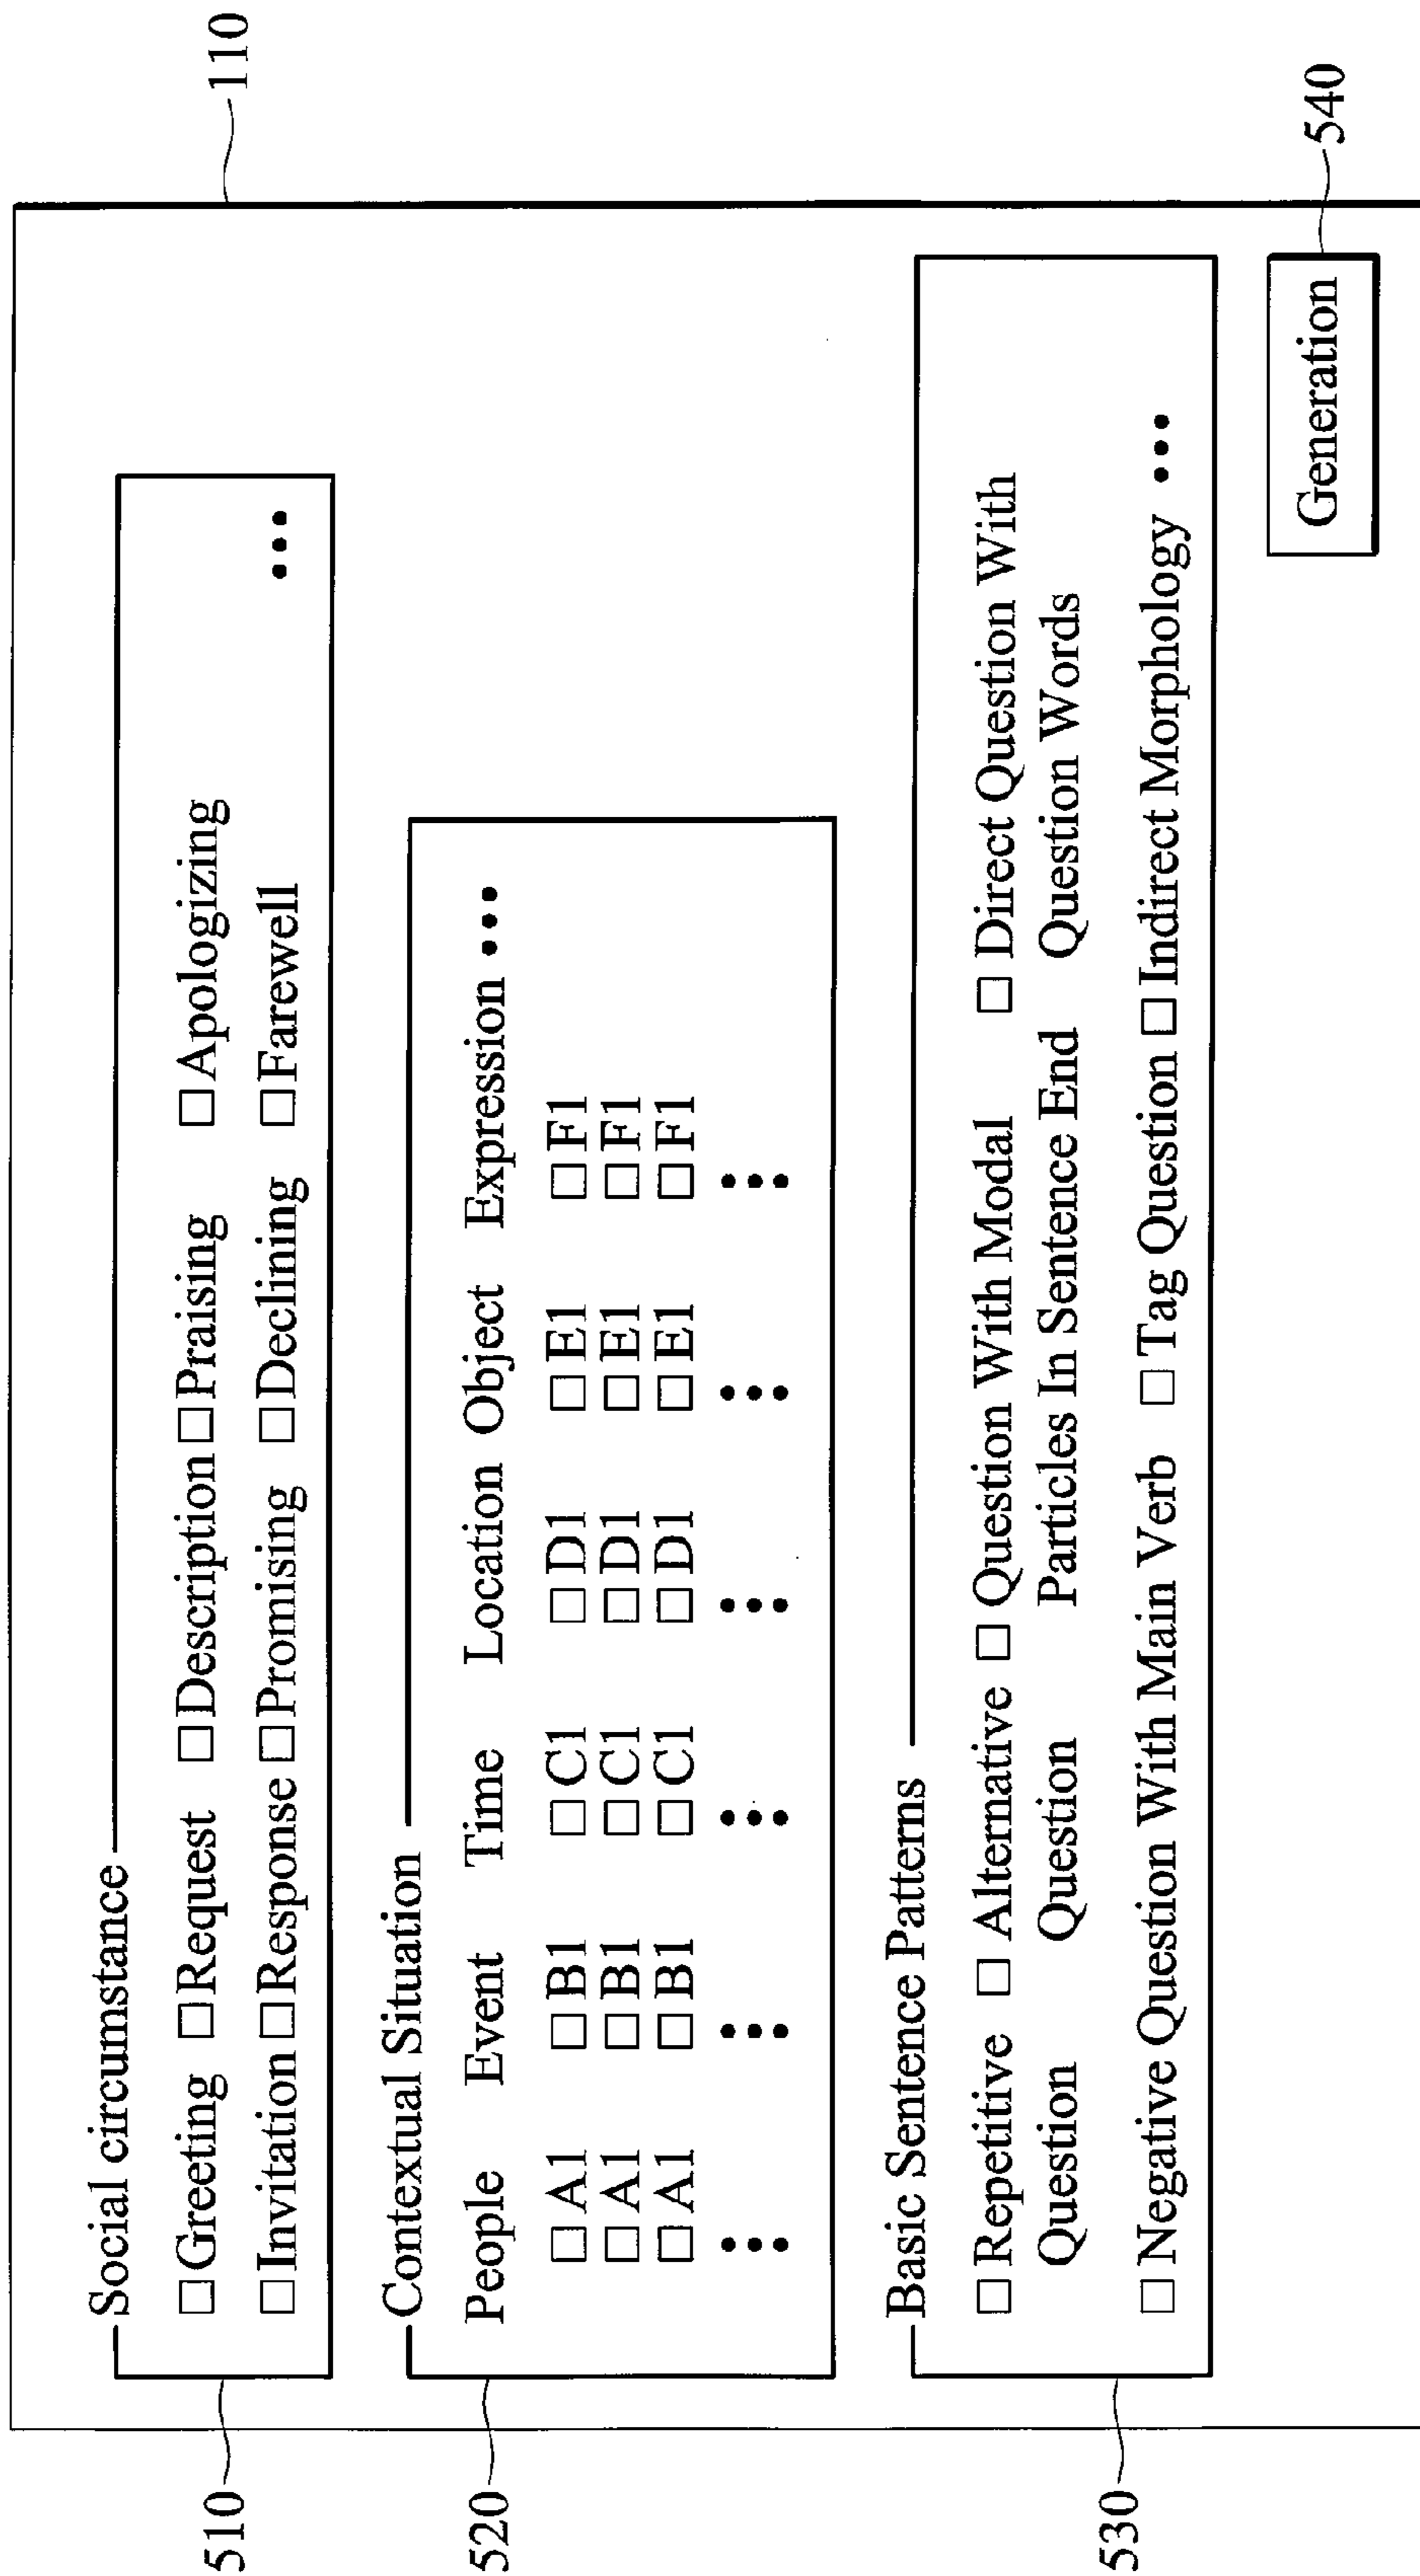 110
Social circumstance
510
□Greeting □Request □Description □Praising □Apologizing
□Invitation □Response □Promising □Declining □Farewell •••
Contextual Situation
520
People Event Time Location Object Expression •••
□A1 □B1 □C1 □D1 □E1 □F1
□A1 □B1 □C1 □D1 □E1 □F1
□A1 □B1 □C1 □D1 □E1 □F1
••• ••• ••• ••• ••• •••
Basic Sentence Patterns
530
□ Repetitive □ Alternative □ Question With Modal □ Direct Question With
Question Question Particles In Sentence End Question Words
□ Negative Question With Main Verb □ Tag Question □ Indirect Morphology •••
Generation
540